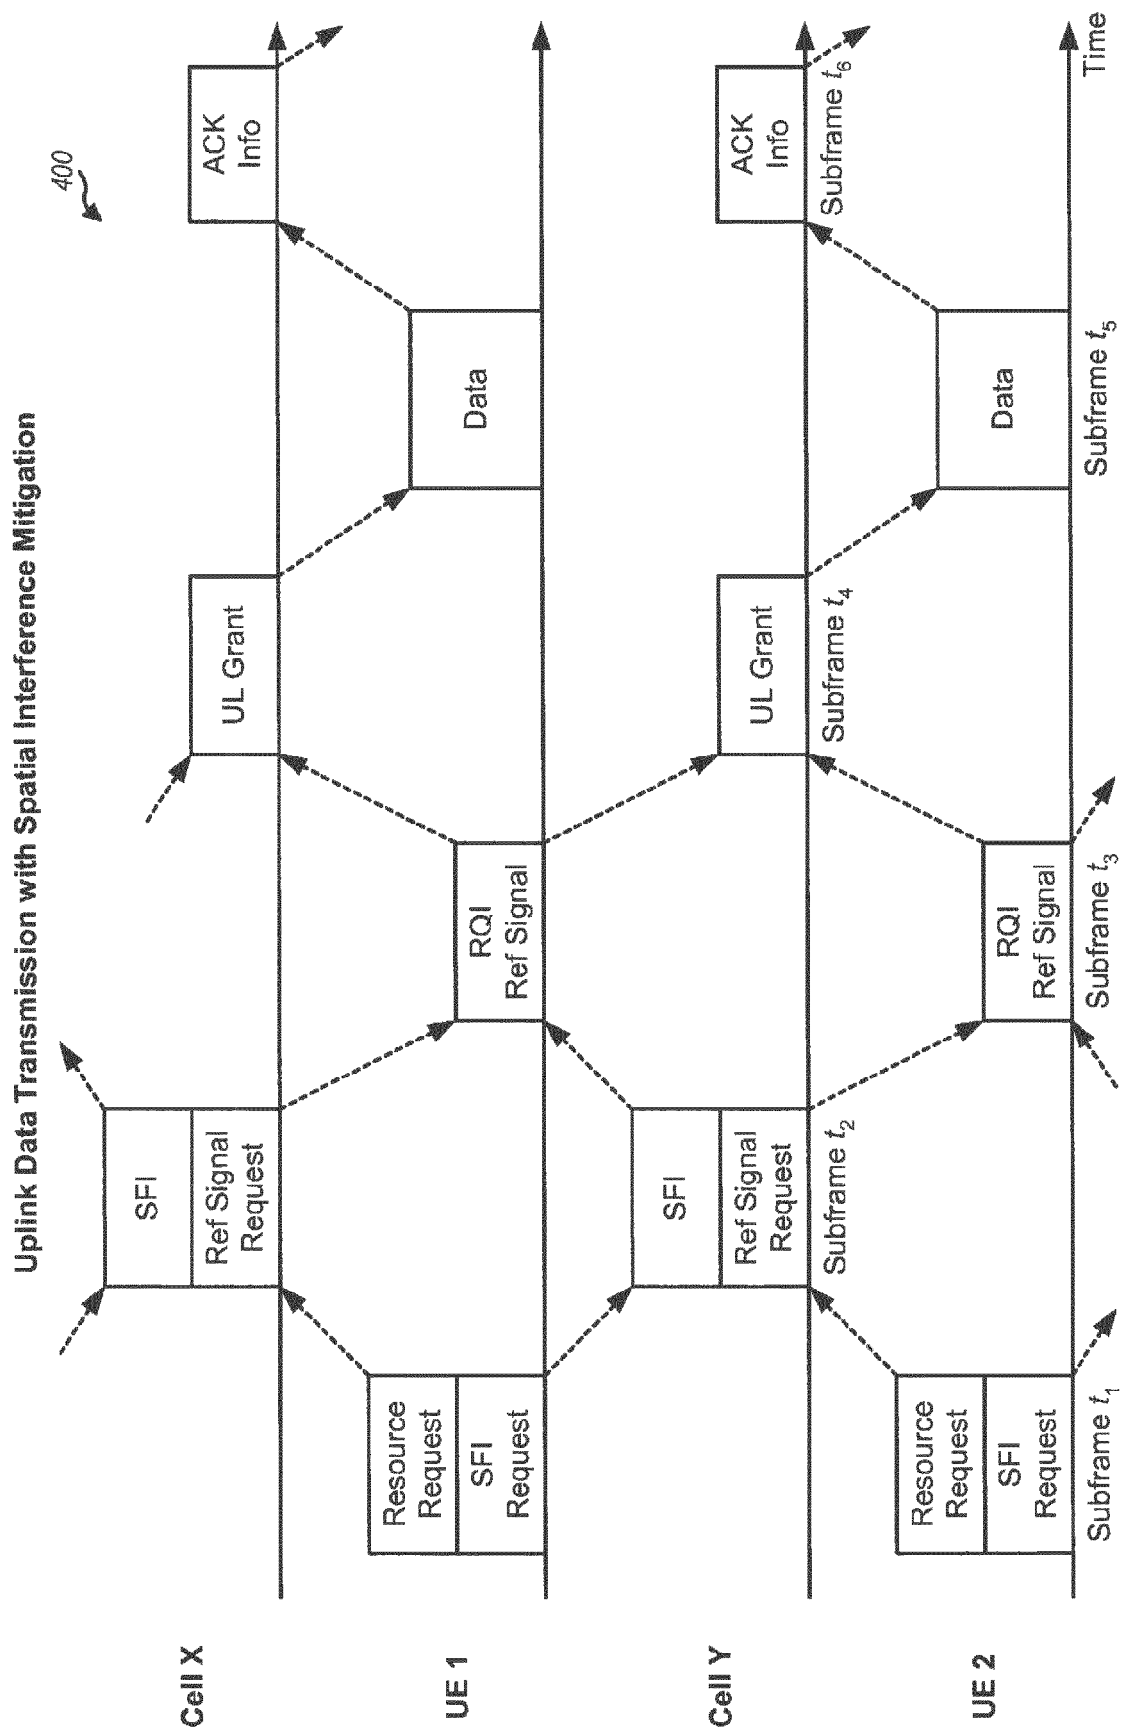 Uplink Data Transmission with Spatial Interference Mitigation
400
Cell X
SFI
Ref Signal
Request
UL Grant
ACK
Info
UE 1
Resource
Request
SFI
Request
RQI
Ref Signal
Data
Cell Y
SFI
Ref Signal
Request
UL Grant
ACK
Info
Subframe t2
Subframe t4
Subframe t6
UE 2
Resource
Request
SFI
Request
RQI
Ref Signal
Data
Subframe t1
Subframe t3
Subframe t5
Time